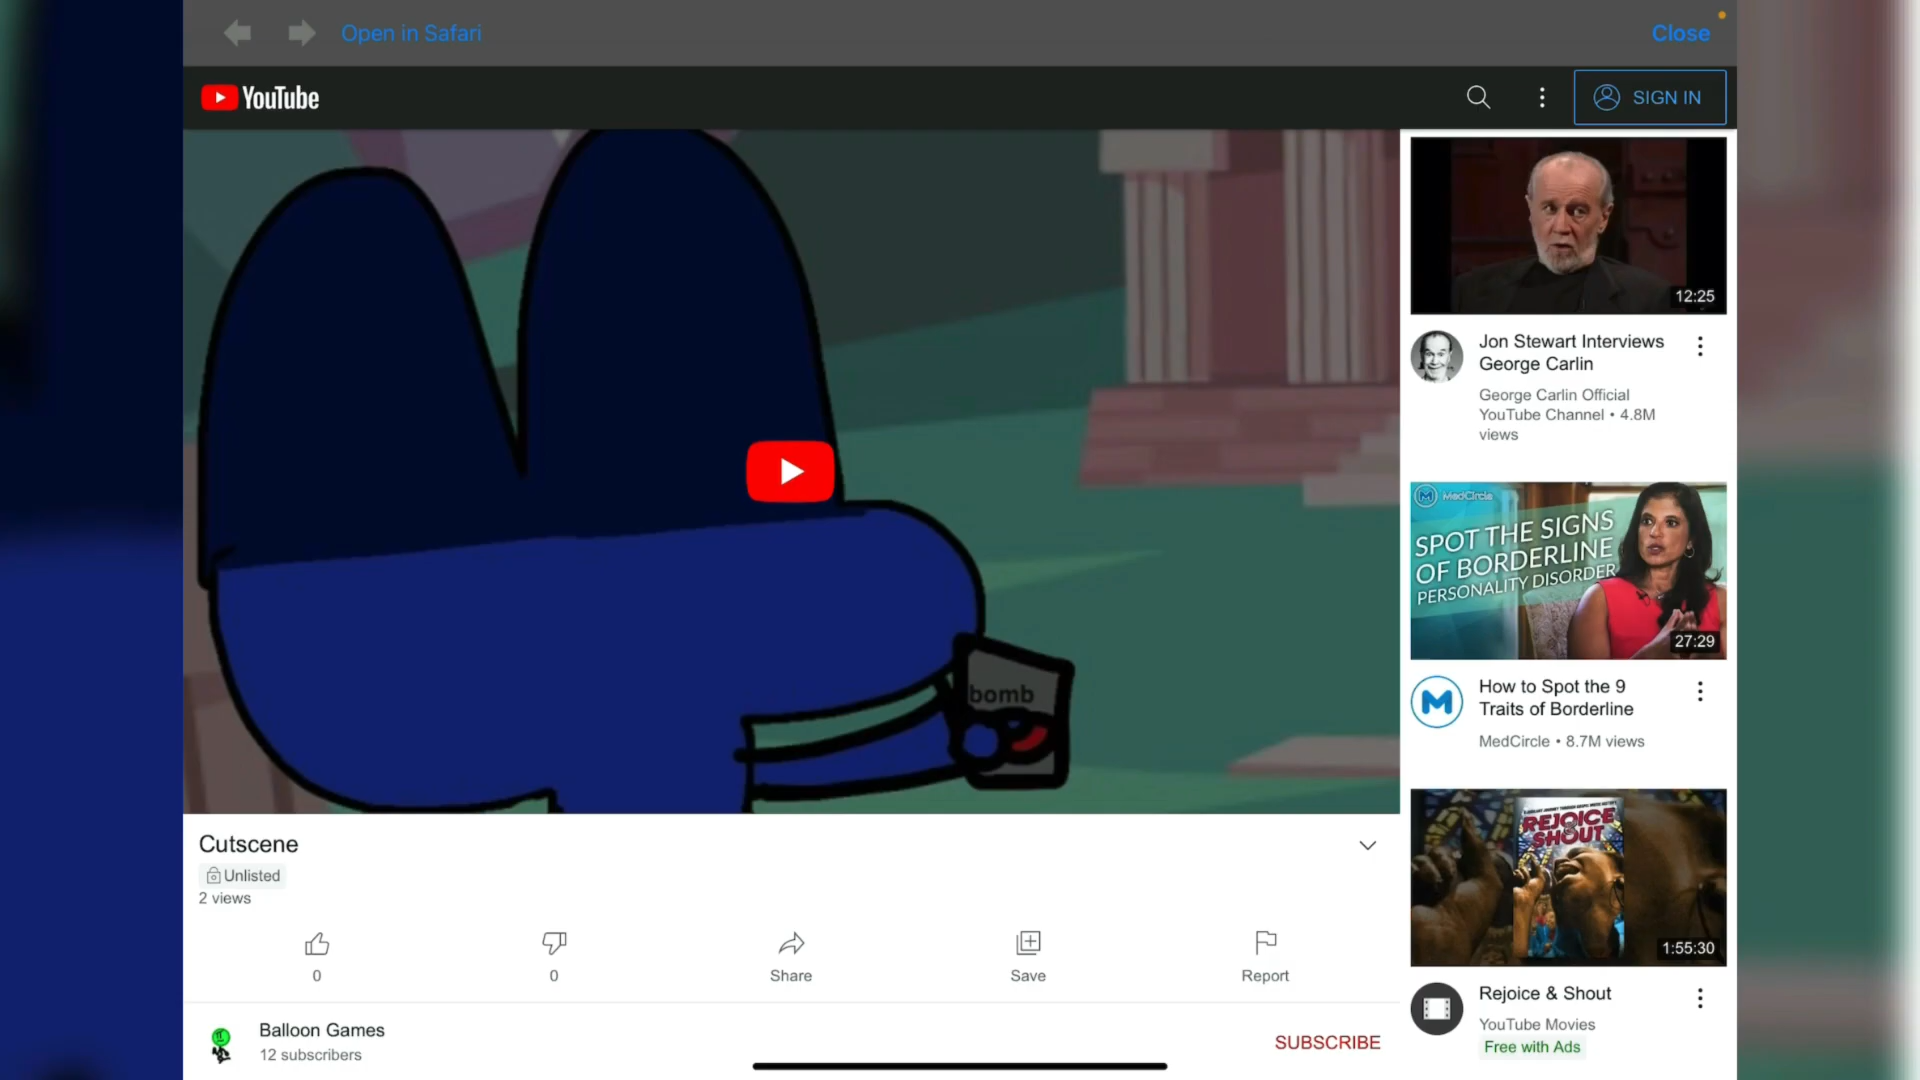 Open in Safari
Close
YouTube
SIGN IN
bomb
12:25
Jon Stewart Interviews
George Carlin
George Carlin Official
YouTube Channel • 4.8M
views
MedCircle
SPOT THE SIGNS
OF BORDERLINE
PERSONALITY DISORDER
27:29
How to Spot the 9
Traits of Borderline
MedCircle • 8.7M views
REJOICE
& SHOUT
1:55:30
Rejoice & Shout
YouTube Movies
Free with Ads
Cutscene
Unlisted
2 views
0
0
Share
Save
Report
Balloon Games
12 subscribers
SUBSCRIBE